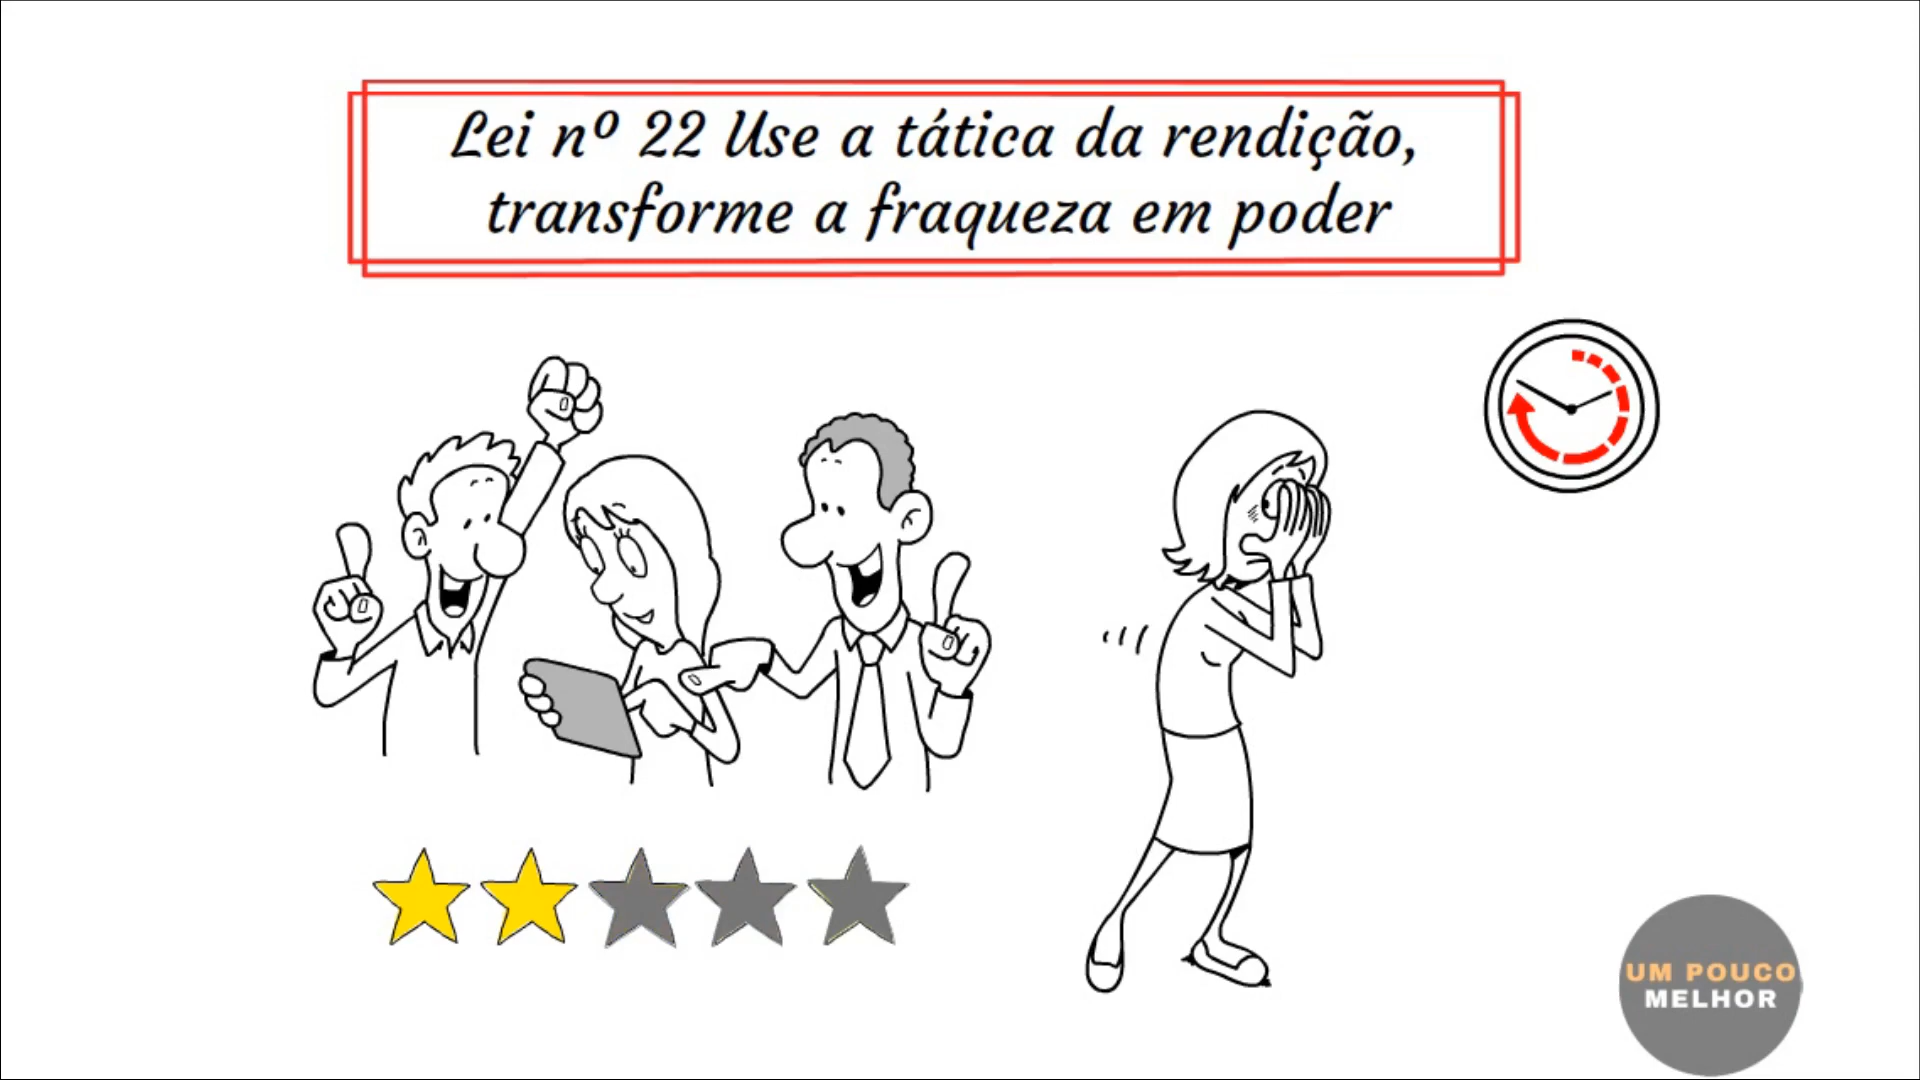 Lei nº 22 Use a tática da rendição,
transforme a fraqueza em poder
UM POUCO
MELHOR